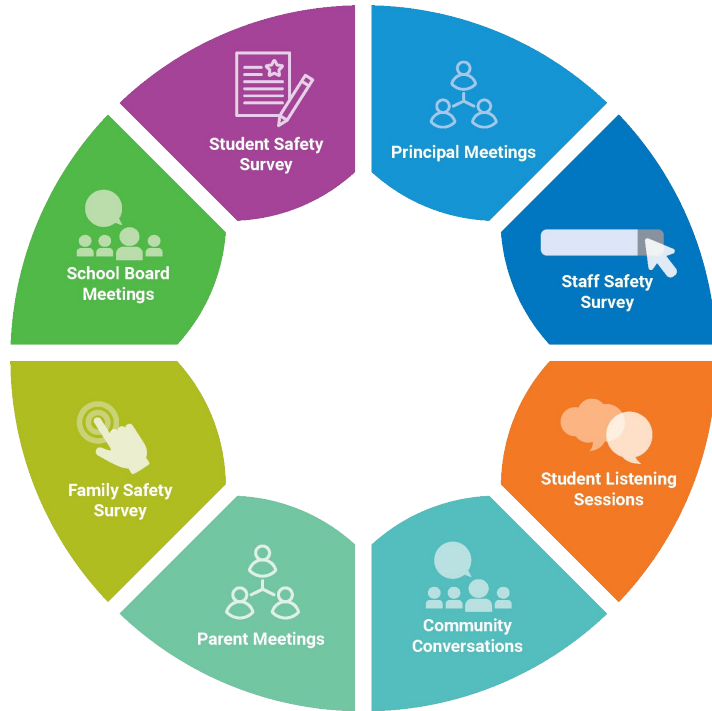 Student Safety
Survey
Principal Meetings
Staff Safety
Survey
Student Listening
Sessions
Community
Conversations
Parent Meetings
Family Safety
Survey
School Board
Meetings